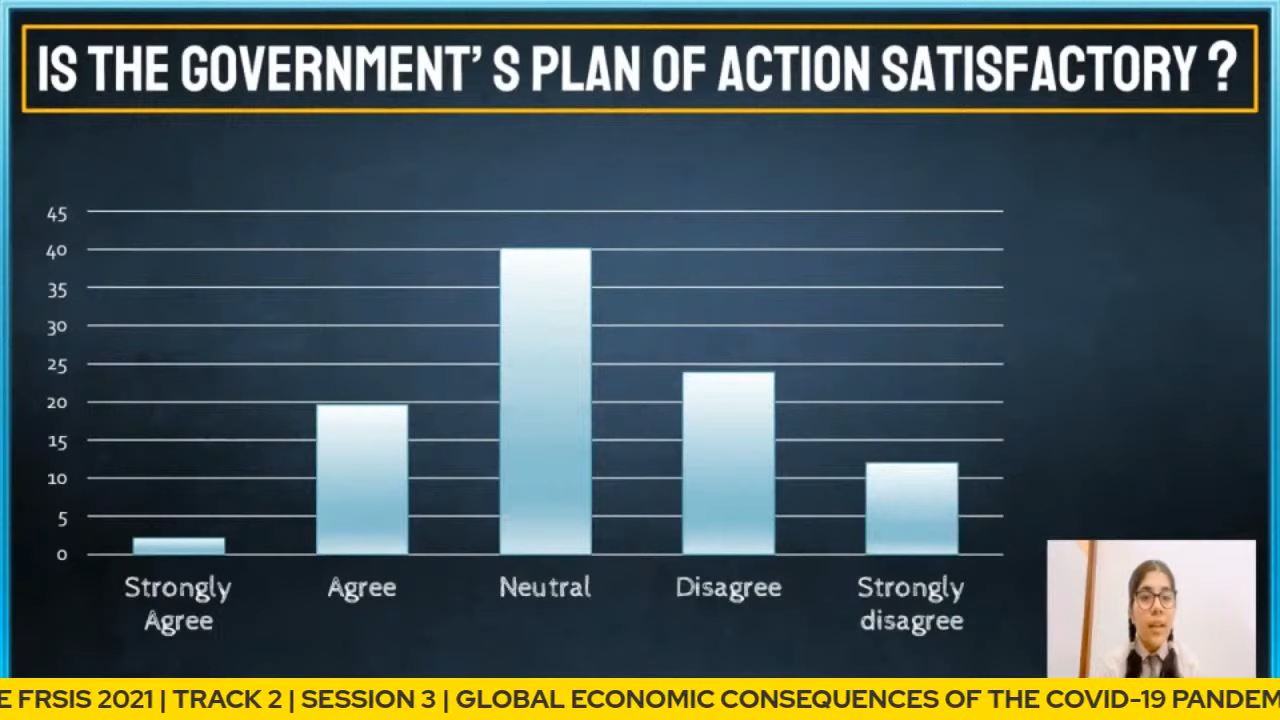 IS THE GOVERNMENT’ S PLAN OF ACTION SATISFACTORY ?
45
40
35
30
25
20
15
10
5
0
Strongly Agree
Agree
Neutral
Disagree
Strongly disagree
E FRSIS 2021 | TRACK 2 | SESSION 3 | GLOBAL ECONOMIC CONSEQUENCES OF THE COVID-19 PANDEM